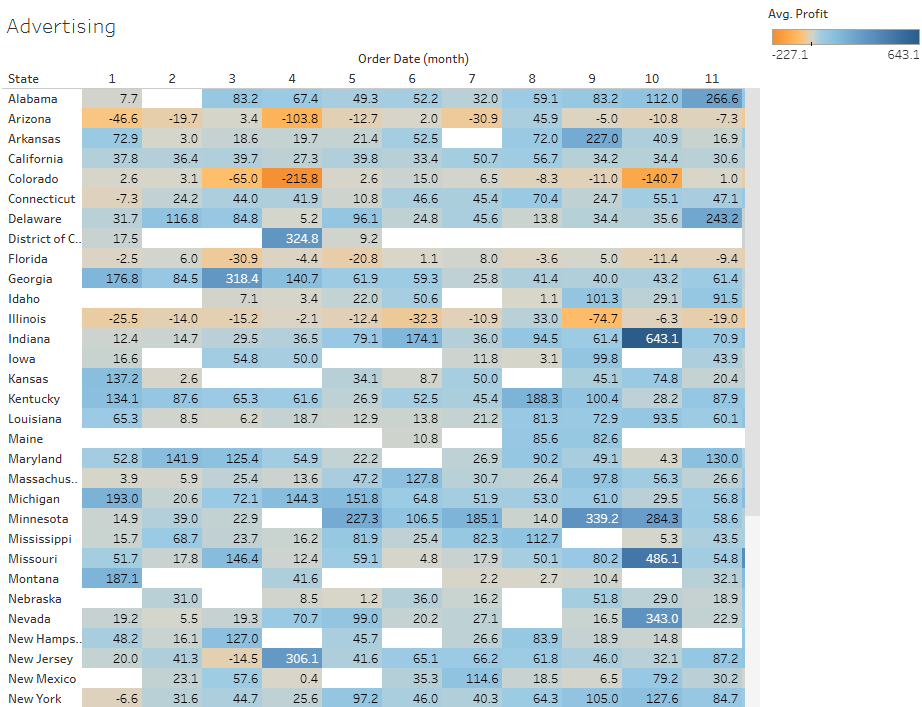 Advertising
Avg. Profit
-227.1 643.1
Order Date (month)
State 1 2 3 4 5 6 7 8 9 10 11
Alabama 7.7 83.2 67.4 49.3 52.2 32.0 59.1 83.2 112.0 266.6
Arizona -46.6 -19.7 3.4 -103.8 -12.7 2.0 -30.9 45.9 -5.0 -10.8 -7.3
Arkansas 72.9 3.0 18.6 19.7 21.4 52.5 72.0 227.0 40.9 16.9
California 37.8 36.4 39.7 27.3 39.8 33.4 50.7 56.7 34.2 34.4 30.6
Colorado 2.6 3.1 -65.0 -215.8 2.6 15.0 6.5 -8.3 -11.0 -140.7 1.0
Connecticut -7.3 24.2 44.0 41.9 10.8 46.6 45.4 70.4 24.7 55.1 47.1
Delaware 31.7 116.8 84.8 5.2 96.1 24.8 45.6 13.8 34.4 35.6 243.2
District of C.. 17.5 324.8 9.2
Florida -2.5 6.0 -30.9 -4.4 -20.8 1.1 8.0 -3.6 5.0 -11.4 -9.4
Georgia 176.8 84.5 318.4 140.7 61.9 59.3 25.8 41.4 40.0 43.2 61.4
Idaho 7.1 3.4 22.0 50.6 1.1 101.3 29.1 91.5
Illinois -25.5 -14.0 -15.2 -2.1 -12.4 -32.3 -10.9 33.0 -74.7 -6.3 -19.0
Indiana 12.4 14.7 29.5 36.5 79.1 174.1 36.0 94.5 61.4 643.1 70.9
Iowa 16.6 54.8 50.0 11.8 3.1 99.8 43.9
Kansas 137.2 2.6 34.1 8.7 50.0 45.1 74.8 20.4
Kentucky 134.1 87.6 65.3 61.6 26.9 52.5 45.4 188.3 100.4 28.2 87.9
Louisiana 65.3 8.5 6.2 18.7 12.9 13.8 21.2 81.3 72.9 93.5 60.1
Maine 10.8 85.6 82.6
Maryland 52.8 141.9 125.4 54.9 22.2 26.9 90.2 49.1 4.3 130.0
Massachus.. 3.9 5.9 25.4 13.6 47.2 127.8 30.7 26.4 97.8 56.3 26.6
Michigan 193.0 20.6 72.1 144.3 151.8 64.8 51.9 53.0 61.0 29.5 56.8
Minnesota 14.9 39.0 22.9 227.3 106.5 185.1 14.0 339.2 284.3 58.6
Mississippi 15.7 68.7 23.7 16.2 81.9 25.4 82.3 112.7 5.3 43.5
Missouri 51.7 17.8 146.4 12.4 59.1 4.8 17.9 50.1 80.2 486.1 54.8
Montana 187.1 41.6 2.2 2.7 10.4 32.1
Nebraska 31.0 8.5 1.2 36.0 16.2 51.8 29.0 18.9
Nevada 19.2 5.5 19.3 70.7 99.0 20.2 27.1 16.5 343.0 22.9
New Hamps.. 48.2 16.1 127.0 45.7 26.6 83.9 18.9 14.8
New Jersey 20.0 41.3 -14.5 306.1 41.6 65.1 66.2 61.8 46.0 32.1 87.2
New Mexico 23.1 57.6 0.4 35.3 114.6 18.5 6.5 79.2 30.2
New York -6.6 31.6 44.7 25.6 97.2 46.0 40.3 64.3 105.0 127.6 84.7